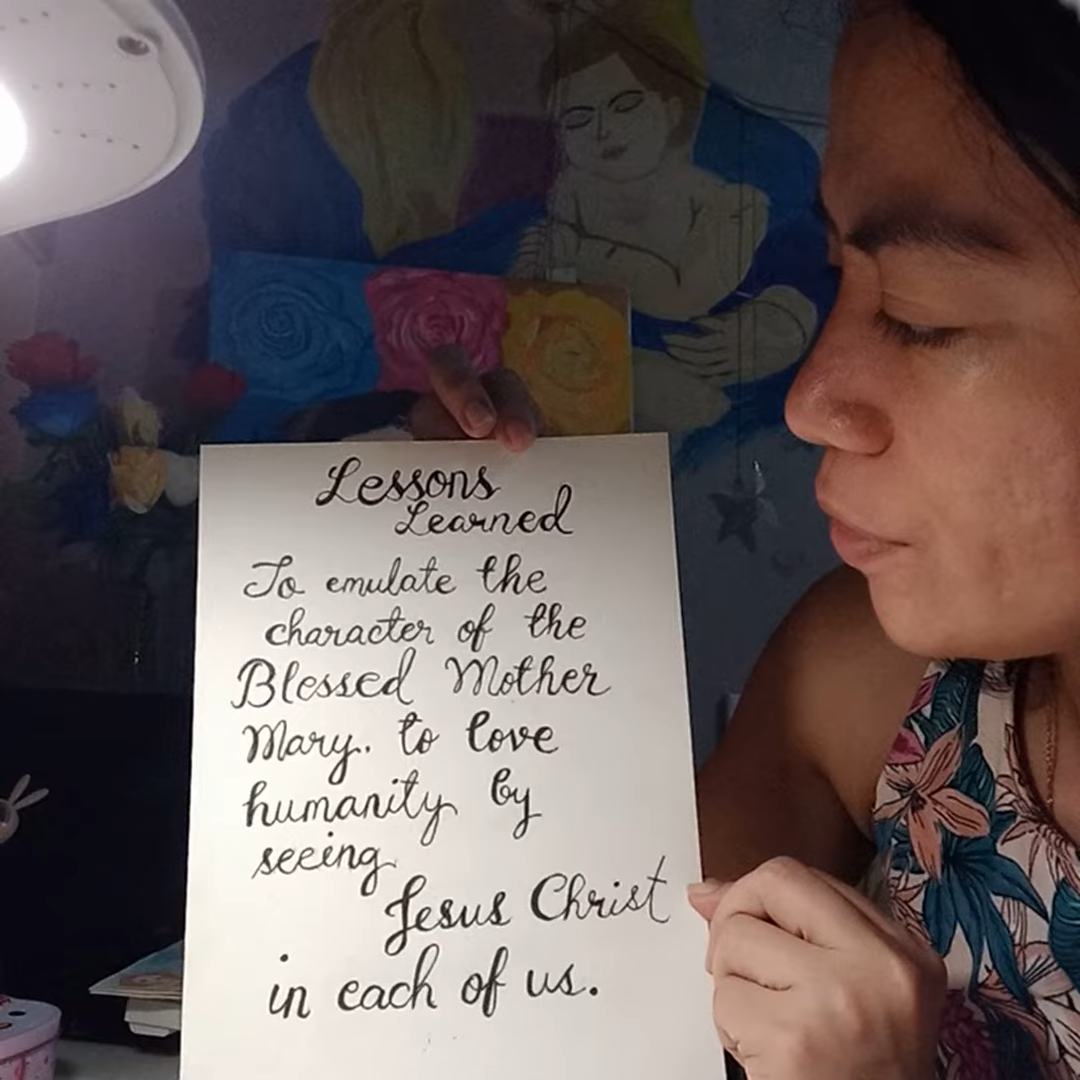 Lessons
Learned
To emulate the
character of the
Blessed Mother
Mary.. to love
humanity by
seeing
Jesus Christ
in each of us.